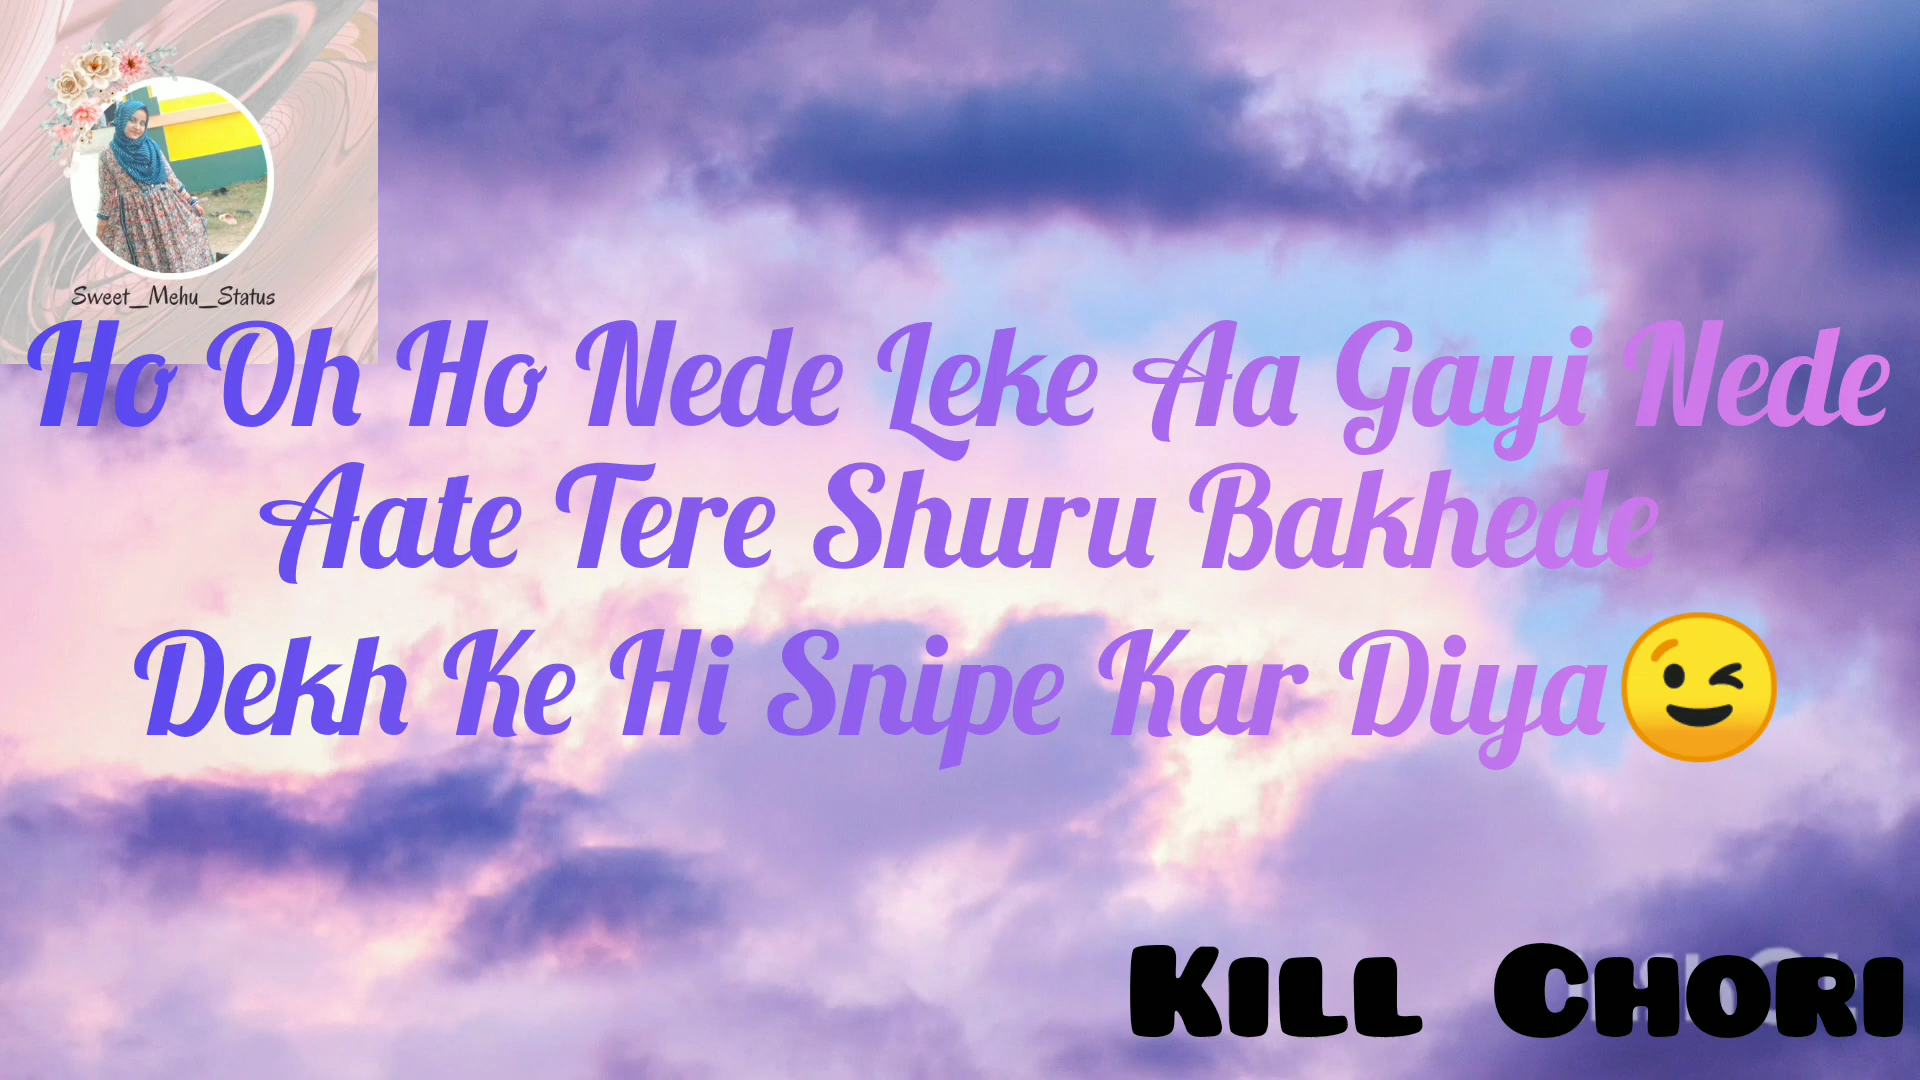 Sweet_Mehu_Status
Ho Oh Ho Nede Leke Aa Gayi Nede
Aate Tere Shuru Bakhede
Dekh Ke Hi Snipe Kar Diya😉
Kill Chori